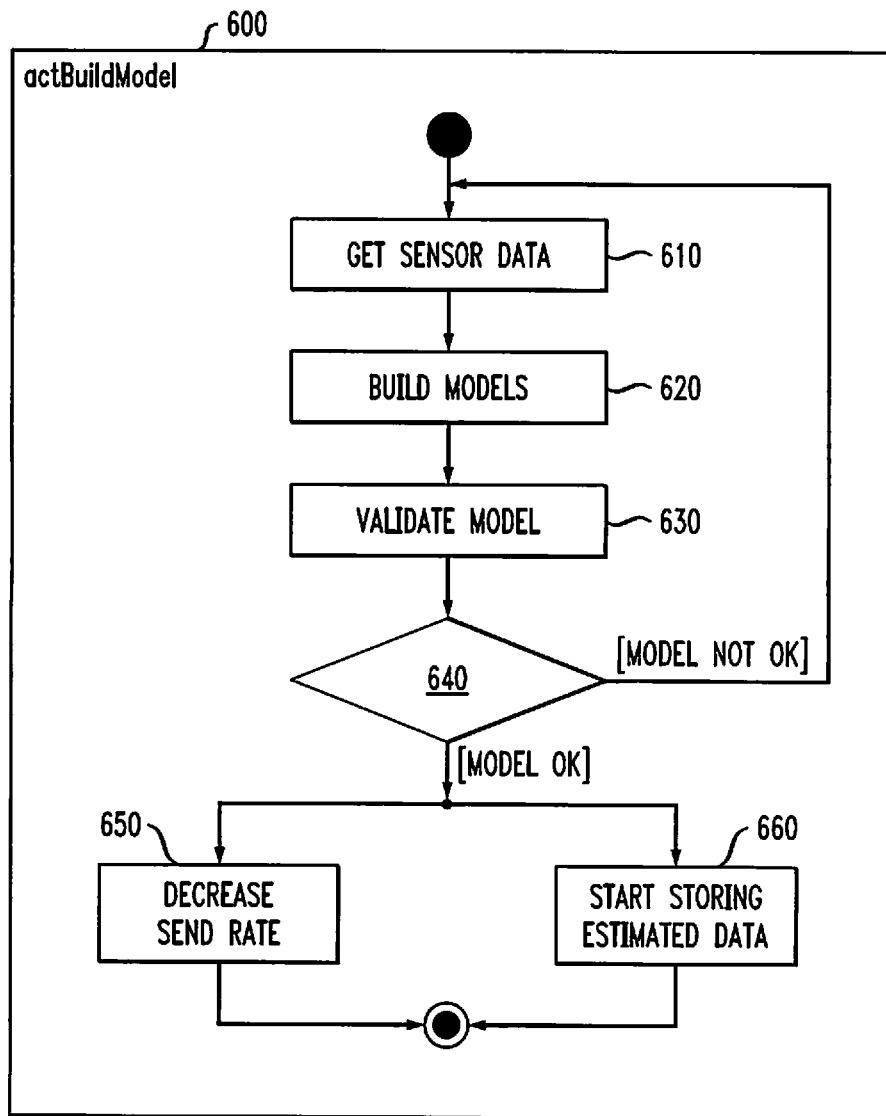 600
actBuildModel
GET SENSOR DATA
610
BUILD MODELS
620
VALIDATE MODEL
630
640
[MODEL NOT OK]
[MODEL OK]
650
DECREASE
SEND RATE
660
START STORING
ESTIMATED DATA